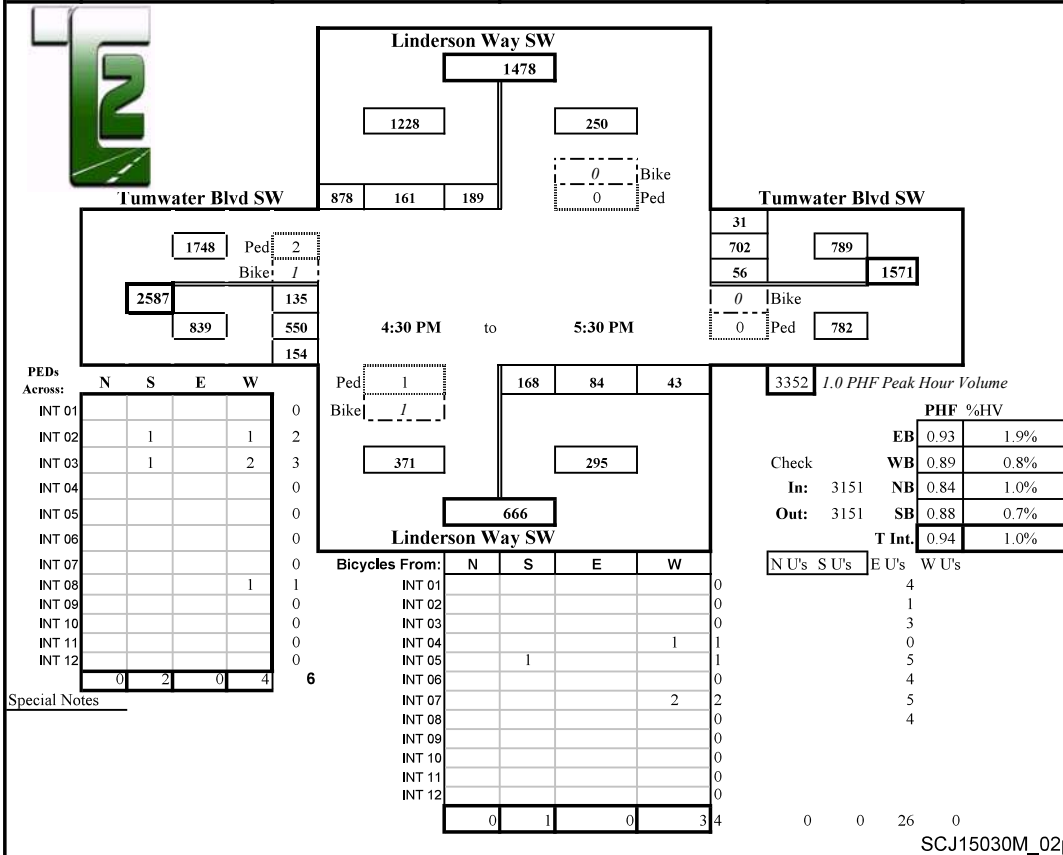 T2
Linderson Way SW
1478
1228 250
0 Bike
0 Ped
Tumwater Blvd SW 878 161 189 Tumwater Blvd SW
31
1748 Ped 2 702 789
Bike 1 56 1571
2587 135 0 Bike
839 550 4:30 PM to 5:30 PM 0 Ped 782
154
PEDs Across: N S E W Ped 1 168 84 43 3352 1.0 PHF Peak Hour Volume
Bike 1
371 295
666
Linderson Way SW
INT 01 0
INT 02 1 1 2
INT 03 1 2 3
INT 04 0
INT 05 0
INT 06 0
INT 07 0
INT 08 1 1
INT 09 0
INT 10 0
INT 11 0
INT 12 0
0 2 0 4 6
Special Notes
PHF %HV
EB 0.93 1.9%
Check WB 0.89 0.8%
In: 3151 NB 0.84 1.0%
Out: 3151 SB 0.88 0.7%
T Int. 0.94 1.0%
Bicycles From: N S E W N U's S U's E U's W U's
INT 01 0 4
INT 02 0 1
INT 03 0 3
INT 04 1 1 0
INT 05 1 1 5
INT 06 0 4
INT 07 2 2 5
INT 08 0 4
INT 09 0
INT 10 0
INT 11 0
INT 12 0
0 1 0 3 4 0 0 26 0